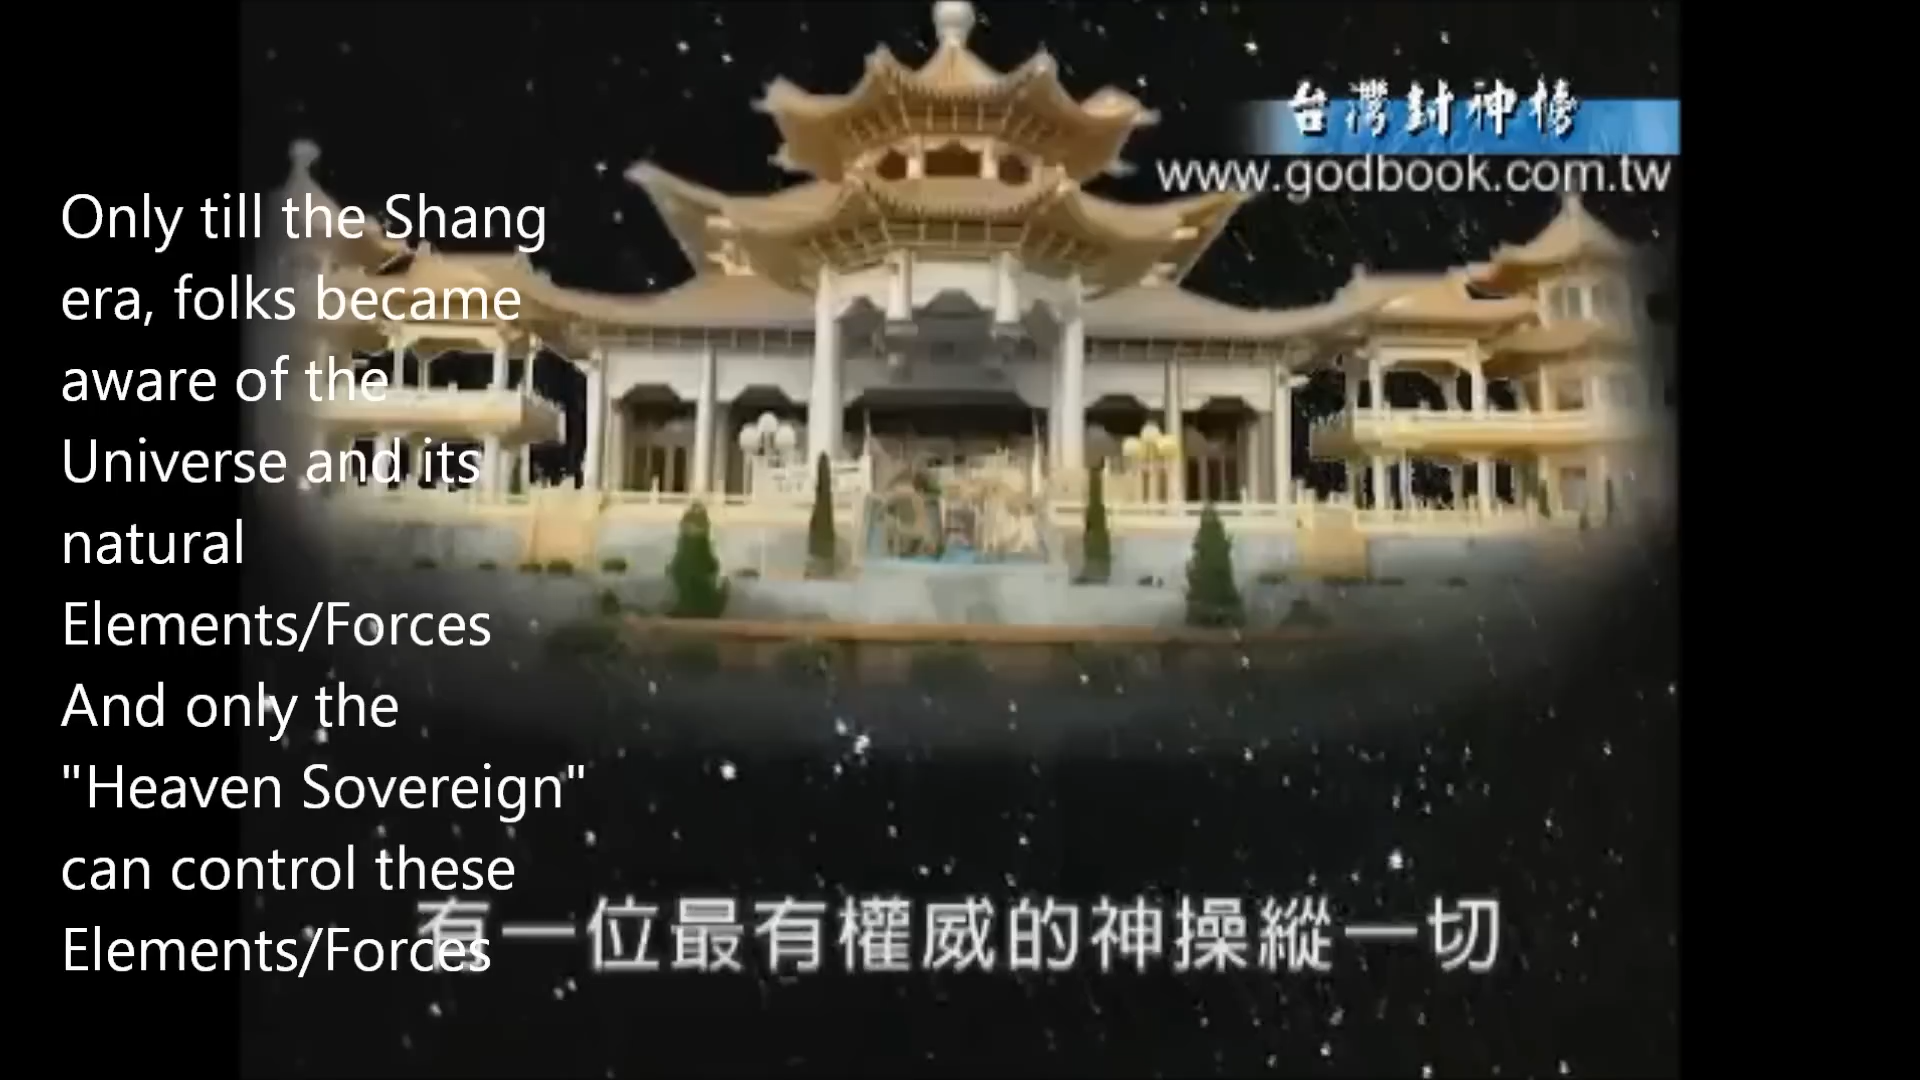 台灣封神榜
www.godbook.com.tw
Only till the Shang
era, folks became
aware of the
Universe and its
natural
Elements/Forces
And only the
"Heaven Sovereign"
can control these
Elements/Forces
有一位最有權威的神操縱一切